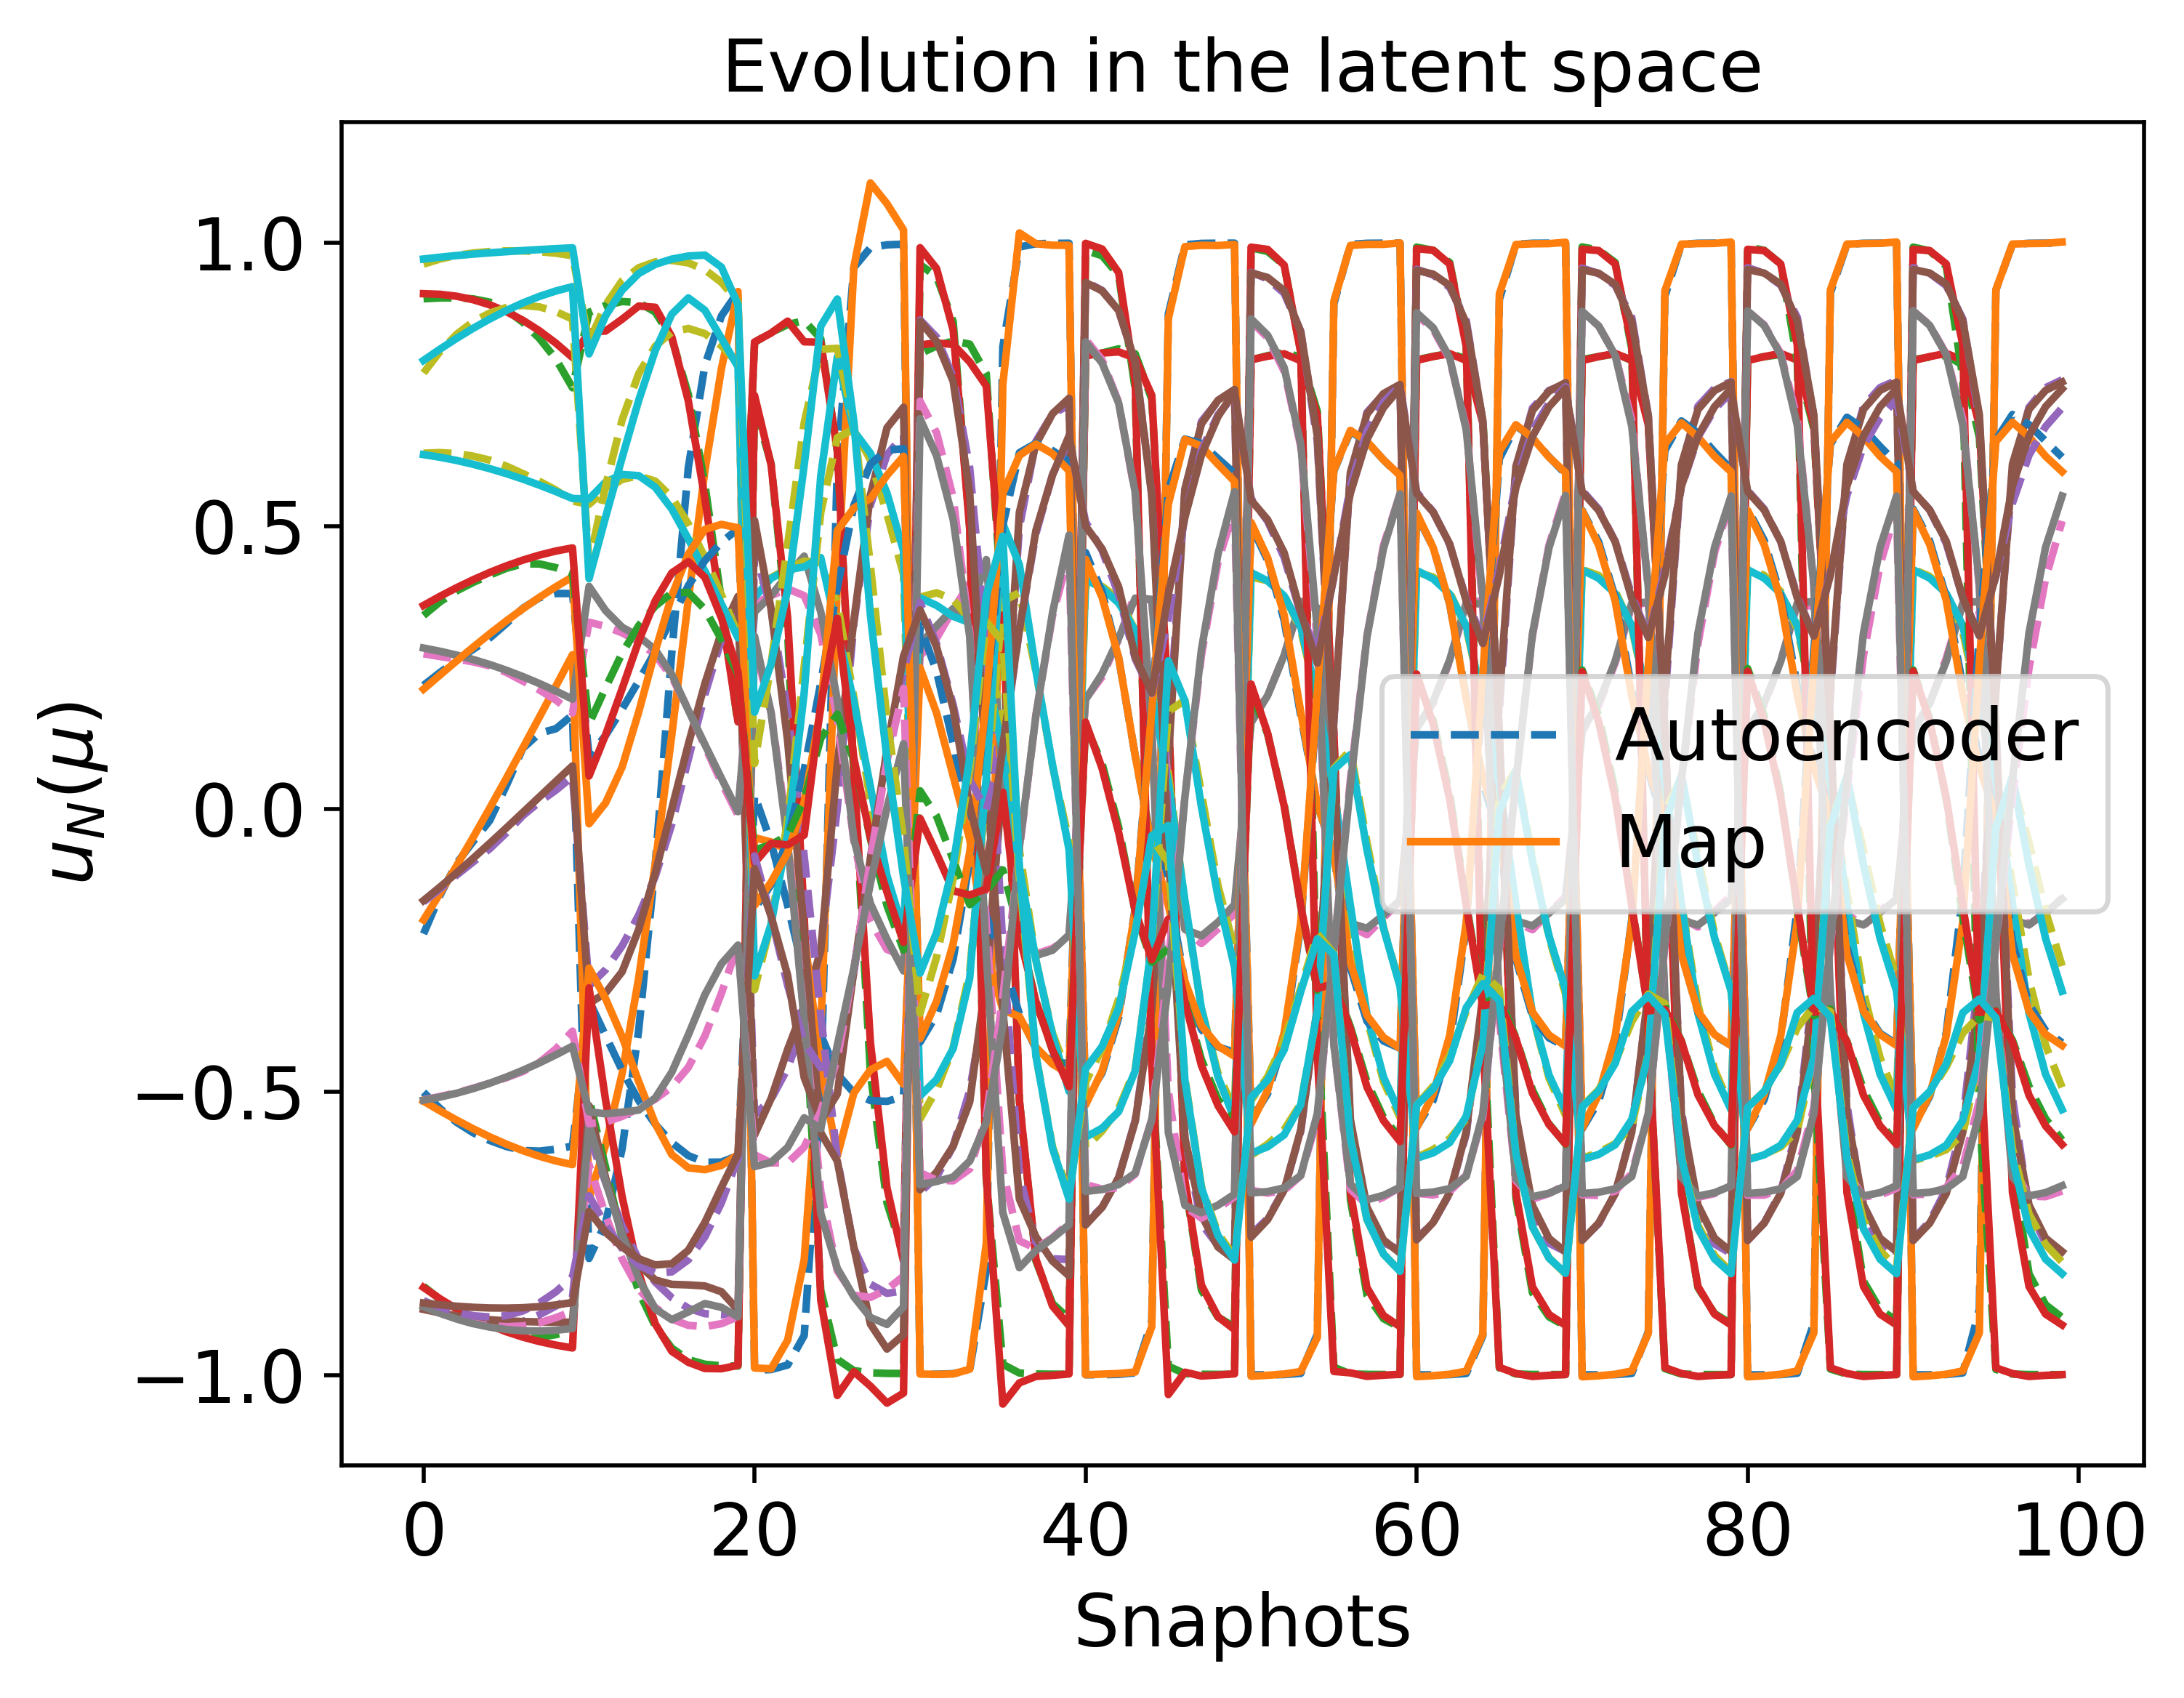 Evolution in the latent space
1.0
0.5
0.0
−0.5
−1.0
u_N(μ)
Autoencoder
Map
0 20 40 60 80 100
Snaphots